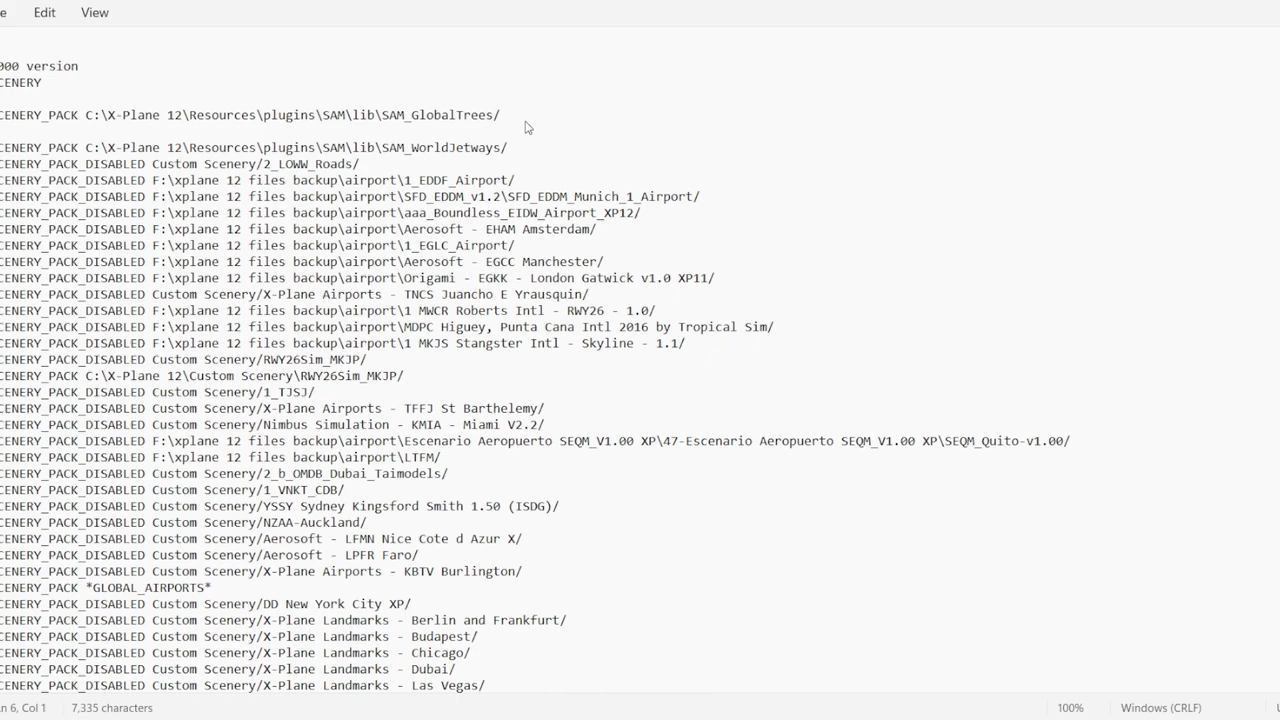 e Edit View
000 version
CENERY
CENERY_PACK C:\X-Plane 12\Resources\plugins\SAM\lib\SAM_GlobalTrees/
CENERY_PACK C:\X-Plane 12\Resources\plugins\SAM\lib\SAM_WorldJetways/
CENERY_PACK_DISABLED Custom Scenery/2_LOWW_Roads/
CENERY_PACK_DISABLED F:\xplane 12 files backup\airport\1_EDDF_Airport/
CENERY_PACK_DISABLED F:\xplane 12 files backup\airport\SFD_EDDM_v1.2\SFD_EDDM_Munich_1_Airport/
CENERY_PACK_DISABLED F:\xplane 12 files backup\airport\aaa_Boundless_EIDW_Airport_XP12/
CENERY_PACK_DISABLED F:\xplane 12 files backup\airport\Aerosoft - EHAM Amsterdam/
CENERY_PACK_DISABLED F:\xplane 12 files backup\airport\1_EGLC_Airport/
CENERY_PACK_DISABLED F:\xplane 12 files backup\airport\Aerosoft - EGCC Manchester/
CENERY_PACK_DISABLED F:\xplane 12 files backup\airport\Origami - EGKK - London Gatwick v1.0 XP11/
CENERY_PACK_DISABLED Custom Scenery/X-Plane Airports - TNCS Juancho E Yrausquin/
CENERY_PACK_DISABLED F:\xplane 12 files backup\airport\1 MWCR Roberts Intl - RWY26 - 1.0/
CENERY_PACK_DISABLED F:\xplane 12 files backup\airport\MDPC Higuey, Punta Cana Intl 2016 by Tropical Sim/
CENERY_PACK_DISABLED F:\xplane 12 files backup\airport\1 MKJS Stangster Intl - Skyline - 1.1/
CENERY_PACK_DISABLED Custom Scenery/RWY26Sim_MKJP/
CENERY_PACK C:\X-Plane 12\Custom Scenery\RWY26Sim_MKJP/
CENERY_PACK_DISABLED Custom Scenery/1_TJSJ/
CENERY_PACK_DISABLED Custom Scenery/X-Plane Airports - TFFJ St Barthelemy/
CENERY_PACK_DISABLED Custom Scenery/Nimbus Simulation - KMIA - Miami V2.2/
CENERY_PACK_DISABLED F:\xplane 12 files backup\airport\Escenario Aeropuerto SEQM_V1.00 XP\47-Escenario Aeropuerto SEQM_V1.00 XP\SEQM_Quito-v1.00/
CENERY_PACK_DISABLED F:\xplane 12 files backup\airport\LTFM/
CENERY_PACK_DISABLED Custom Scenery/2_b_OMDB_Dubai_Taimodels/
CENERY_PACK_DISABLED Custom Scenery/1_VNKT_CDB/
CENERY_PACK_DISABLED Custom Scenery/YSSY Sydney Kingsford Smith 1.50 (ISDG)/
CENERY_PACK_DISABLED Custom Scenery/NZAA-Auckland/
CENERY_PACK_DISABLED Custom Scenery/Aerosoft - LFMN Nice Cote d Azur X/
CENERY_PACK_DISABLED Custom Scenery/Aerosoft - LPFR Faro/
CENERY_PACK_DISABLED Custom Scenery/X-Plane Airports - KBTV Burlington/
CENERY_PACK *GLOBAL_AIRPORTS*
CENERY_PACK_DISABLED Custom Scenery/DD New York City XP/
CENERY_PACK_DISABLED Custom Scenery/X-Plane Landmarks - Berlin and Frankfurt/
CENERY_PACK_DISABLED Custom Scenery/X-Plane Landmarks - Budapest/
CENERY_PACK_DISABLED Custom Scenery/X-Plane Landmarks - Chicago/
CENERY_PACK_DISABLED Custom Scenery/X-Plane Landmarks - Dubai/
CENERY_PACK_DISABLED Custom Scenery/X-Plane Landmarks - Las Vegas/
n 6, Col 1 7,335 characters 100% Windows (CRLF)